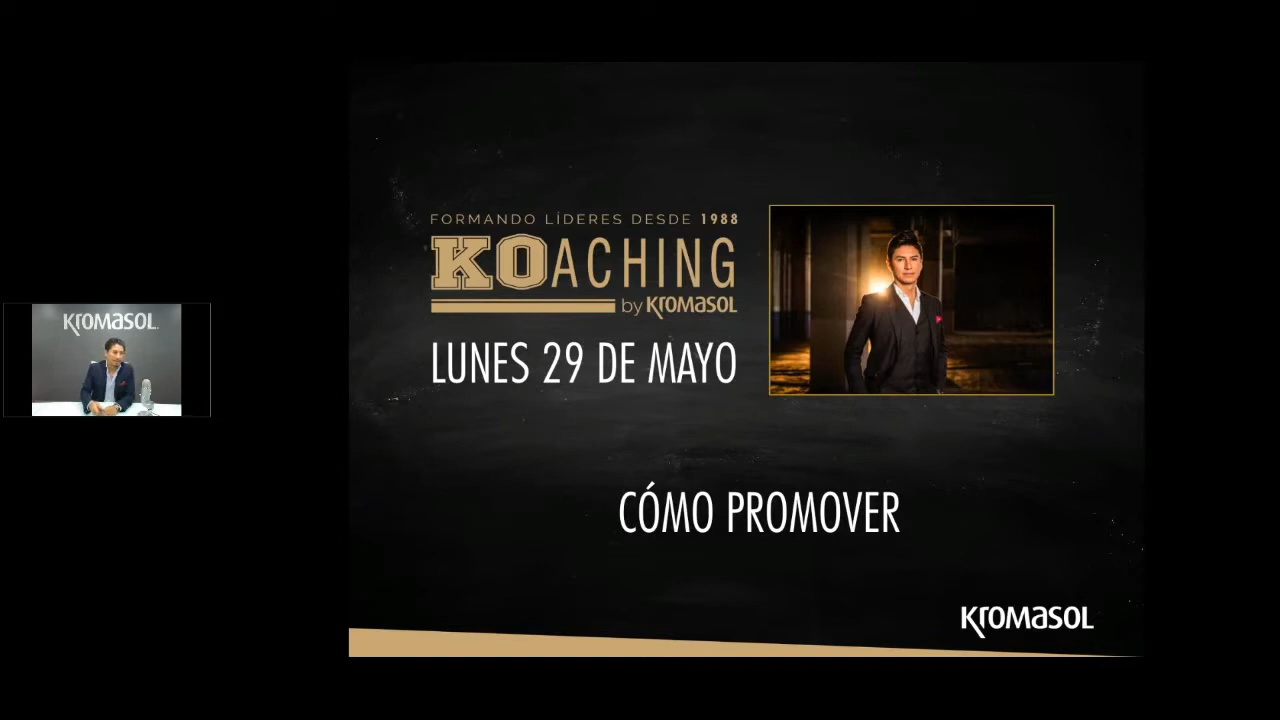 KROMASOL
FORMANDO LÍDERES DESDE 1988
KOACHING
by KROMASOL
LUNES 29 DE MAYO
CÓMO PROMOVER
KROMASOL